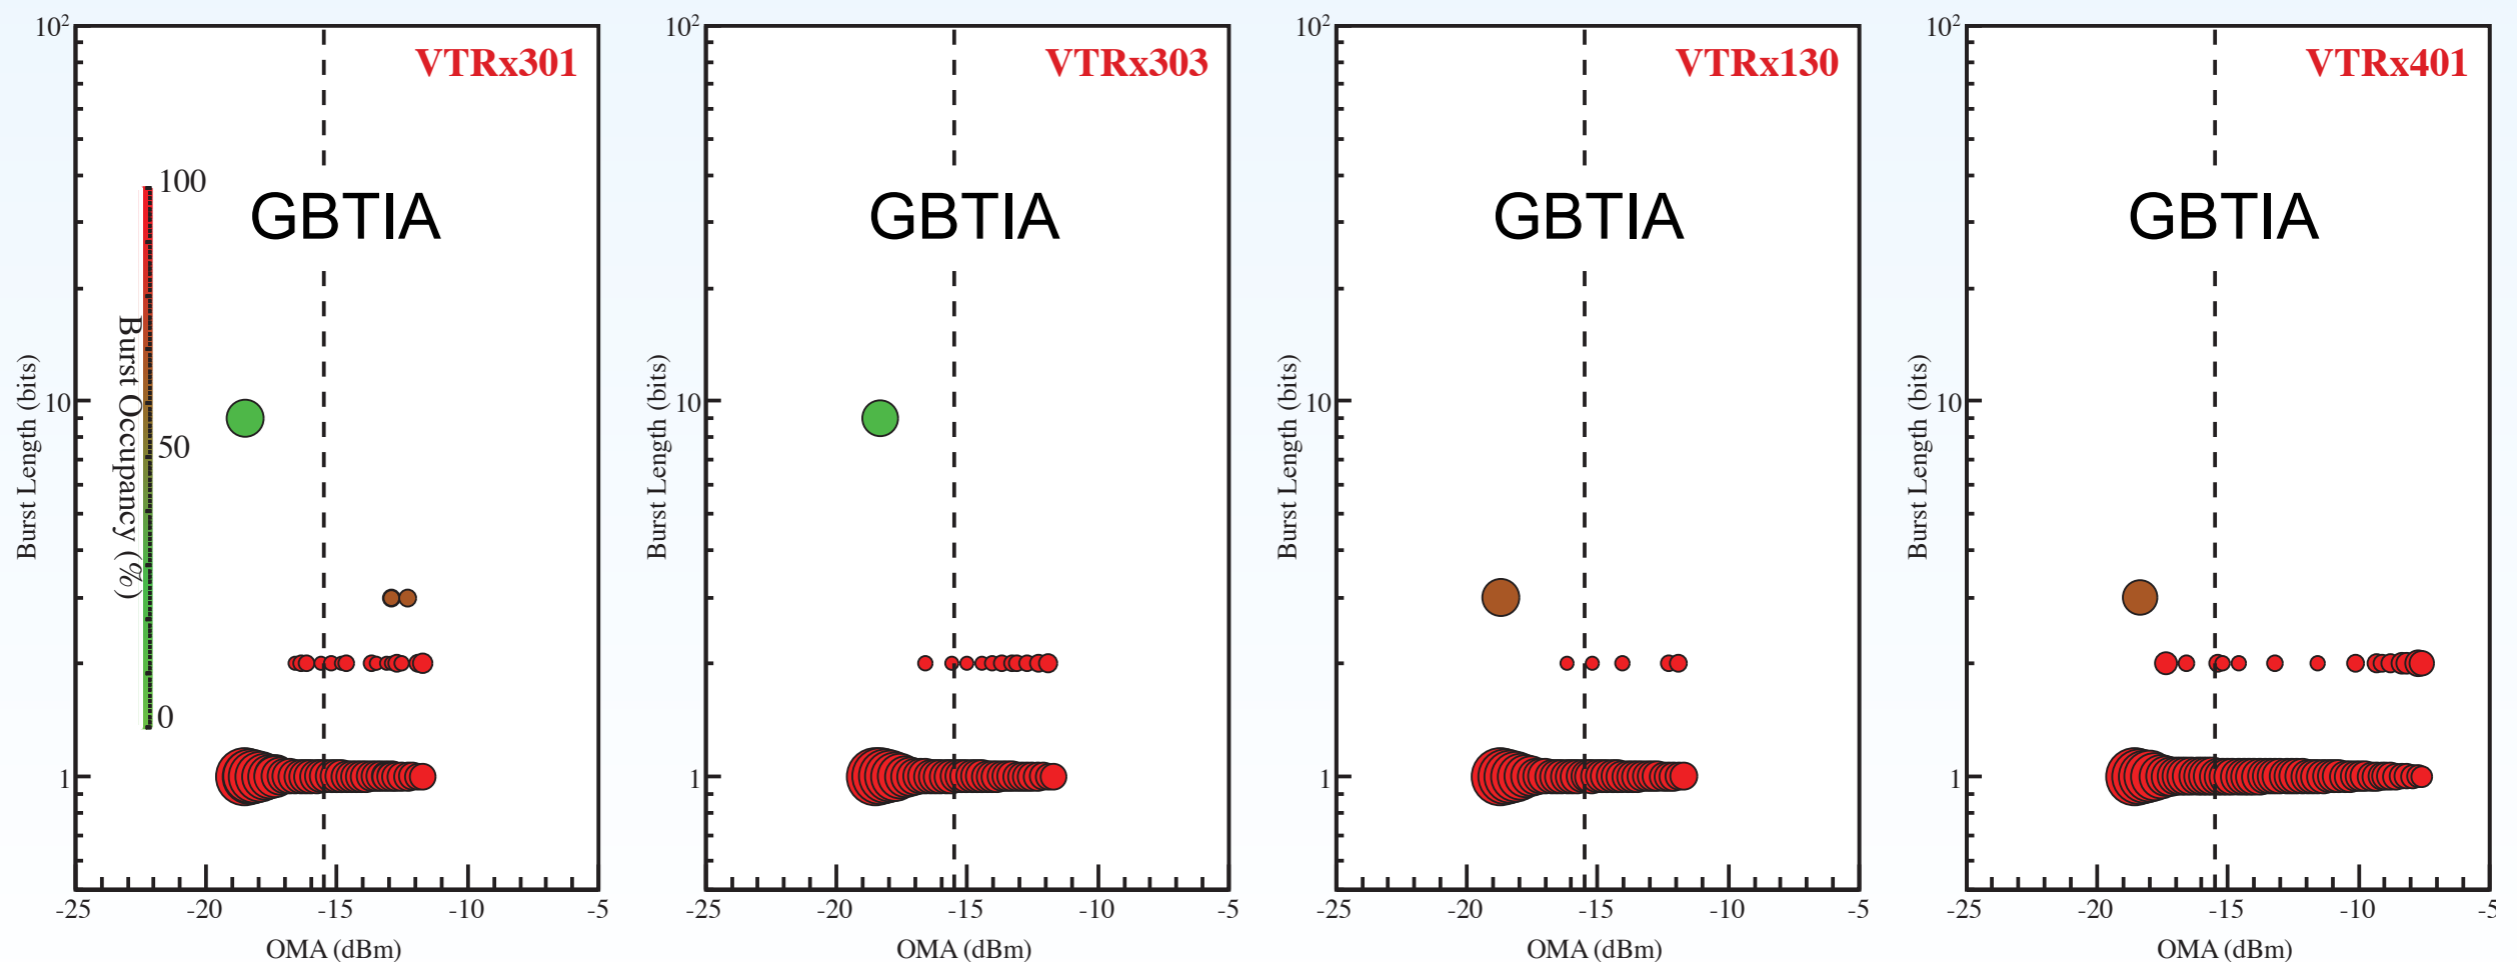 VTRx301
10²
GBTIA
100
50
0
Burst Occupancy (%)
10
1
Burst Length (bits)
-25 -20 -15 -10 -5
OMA (dBm)
VTRx303
10²
GBTIA
10
1
Burst Length (bits)
-25 -20 -15 -10 -5
OMA (dBm)
VTRx130
10²
GBTIA
10
1
Burst Length (bits)
-25 -20 -15 -10 -5
OMA (dBm)
VTRx401
10²
GBTIA
10
1
Burst Length (bits)
-25 -20 -15 -10 -5
OMA (dBm)